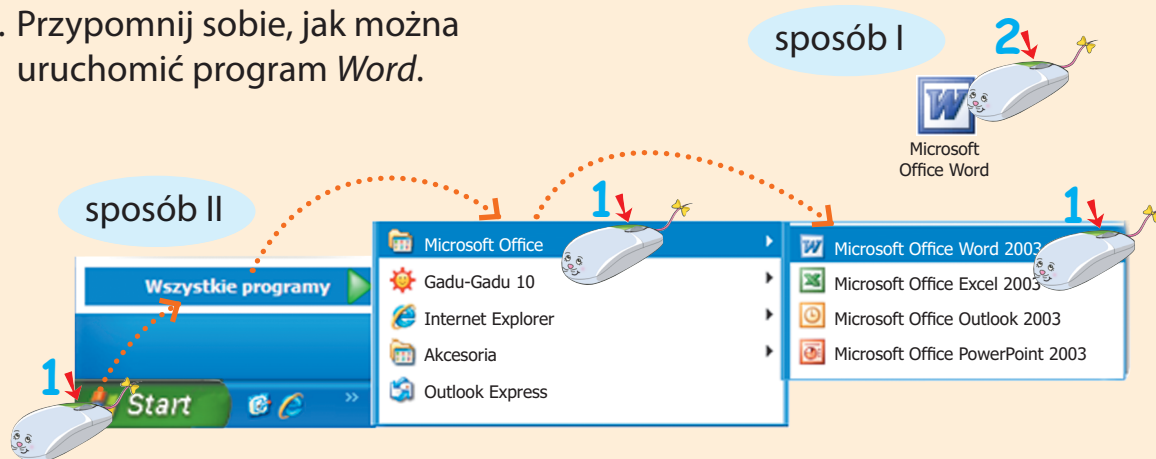 . Przypomnij sobie, jak można
uruchomić program Word.
sposób I
2
Microsoft
Office Word
sposób II
1
Start
»
Wszystkie programy
1
Microsoft Office
Gadu-Gadu 10
Internet Explorer
Akcesoria
Outlook Express
1
Microsoft Office Word 2003
Microsoft Office Excel 2003
Microsoft Office Outlook 2003
Microsoft Office PowerPoint 2003